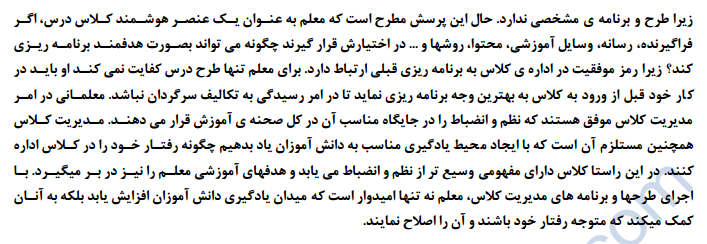 زیرا طرح و برنامه ی مشخصی ندارد. حال این پرسش مطرح است که معلم به عنوان یک عنصر هوشمند کلاس درس، اگر
فراگیرنده، رسانه، وسایل آموزشی، محتوا، روشها و ... در اختیارش قرار گیرند چگونه می تواند بصورت هدفمند برنامه ریزی
کند؟ زیرا رمز موفقیت در اداره ی کلاس به برنامه ریزی قبلی ارتباط دارد. برای معلم تنها طرح درس کفایت نمی کند او باید در
کار خود قبل از ورود به کلاس به بهترین وجه برنامه ریزی نماید تا در امر رسیدگی به تکالیف سرگردان نباشد. معلمانی در امر
مدیریت کلاس موفق هستند که نظم و انضباط را در جایگاه مناسب آن در کل صحنه ی آموزش قرار می دهند. مدیریت کلاس
همچنین مستلزم آن است که با ایجاد محیط یادگیری مناسب به دانش آموزان یاد بدهیم چگونه رفتار خود را در کلاس اداره
کنند. در این راستا کلاس دارای مفهومی وسیع تر از نظم و انضباط می یابد و هدفهای آموزشی معلم را نیز در بر میگیرد. با
اجرای طرحها و برنامه های مدیریت کلاس، معلم نه تنها امیدوار است که میدان یادگیری دانش آموزان افزایش یابد بلکه به آنان
کمک میکند که متوجه رفتار خود باشند و آن را اصلاح نمایند.
com